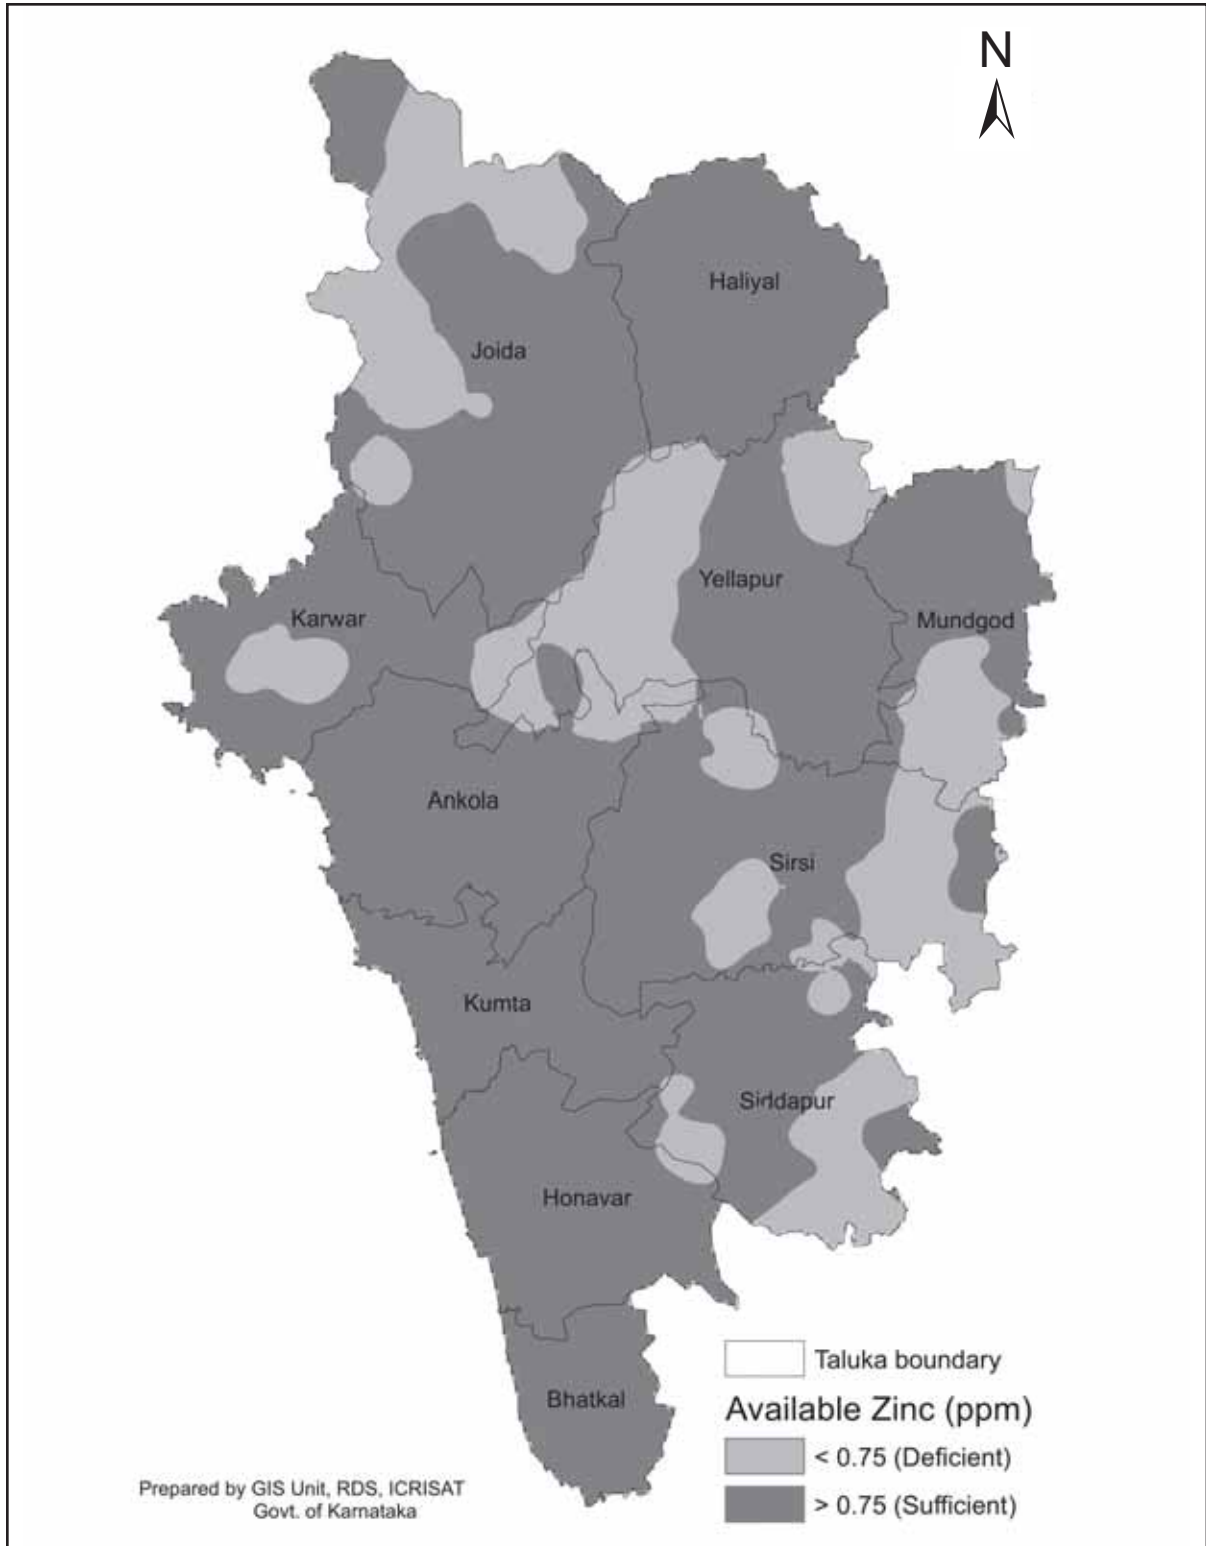 N
Haliyal
Joida
Yellapur
Karwar
Mundgod
Ankola
Sirsi
Kumta
Siddapur
Honavar
Bhatkal
Taluka boundary
Available Zinc (ppm)
< 0.75 (Deficient)
> 0.75 (Sufficient)
Prepared by GIS Unit, RDS, ICRISAT
Govt. of Karnataka